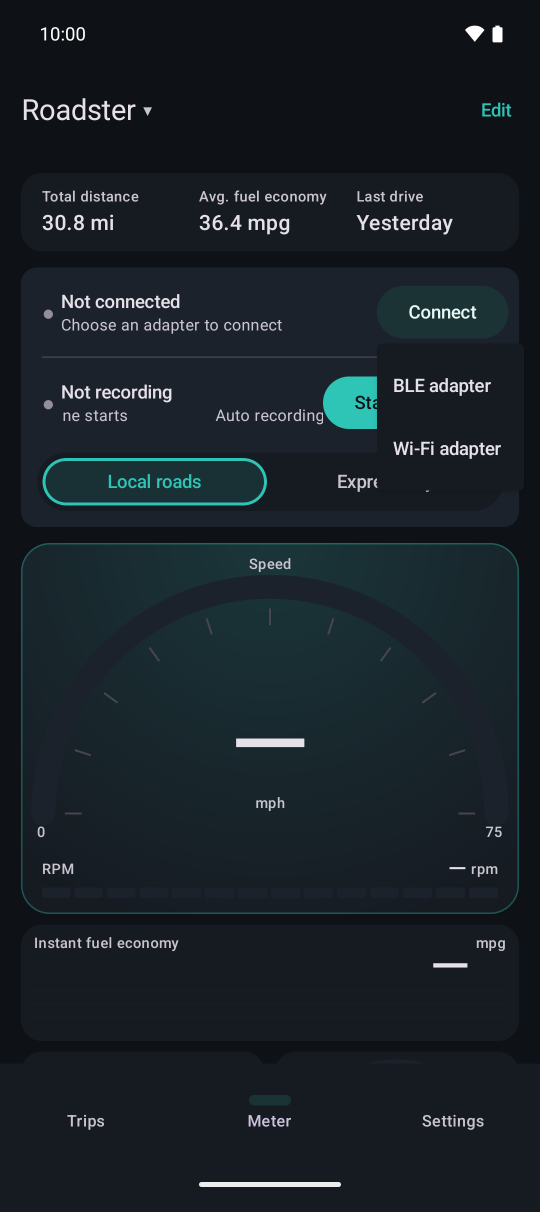 10:00
Roadster ▾
Edit
Total distance
Avg. fuel economy
Last drive
30.8 mi
36.4 mpg
Yesterday
Not connected
Choose an adapter to connect
Connect
BLE adapter
Wi-Fi adapter
Not recording
ne starts
Auto recording
Sta
Local roads
Expre
Speed
mph
0
75
RPM
— rpm
Instant fuel economy
mpg
—
Trips
Meter
Settings